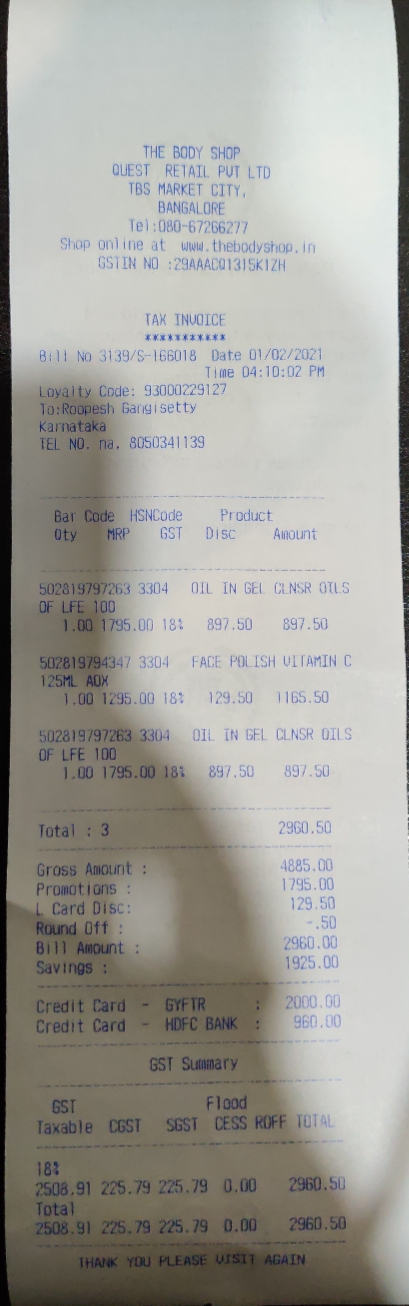 THE BODY SHOP
QUEST RETAIL PVT LTD
TBS MARKET CITY,
BANGALORE
Tel:080-67266277
Shop online at www.thebodyshop.in
GSTIN NO :29AAACQ1315K1ZH
TAX INVOICE
***********
Bill No 3139/S-166018 Date 01/02/2021
Time 04:10:02 PM
Loyalty Code: 93000229127
To:Roopesh Gangisetty
Karnataka
TEL NO. na, 8050341139
Bar Code HSNCode Product
Qty MRP GST Disc Amount
502819797263 3304 OIL IN GEL CLNSR OILS
OF LFE 100
1.00 1795.00 18% 897.50 897.50
502819794347 3304 FACE POLISH VITAMIN C
125ML AOX
1.00 1295.00 18% 129.50 1165.50
502819797263 3304 OIL IN GEL CLNSR OILS
OF LFE 100
1.00 1795.00 18% 897.50 897.50
Total : 3 2960.50
Gross Amount : 4885.00
Promotions : 1795.00
L Card Disc: 129.50
Round Off : -.50
Bill Amount : 2960.00
Savings : 1925.00
Credit Card - GYFTR : 2000.00
Credit Card - HDFC BANK : 960.00
GST Summary
GST Flood
Taxable CGST SGST CESS ROFF TOTAL
18%
2508.91 225.79 225.79 0.00 2960.50
Total
2508.91 225.79 225.79 0.00 2960.50
THANK YOU PLEASE VISIT AGAIN